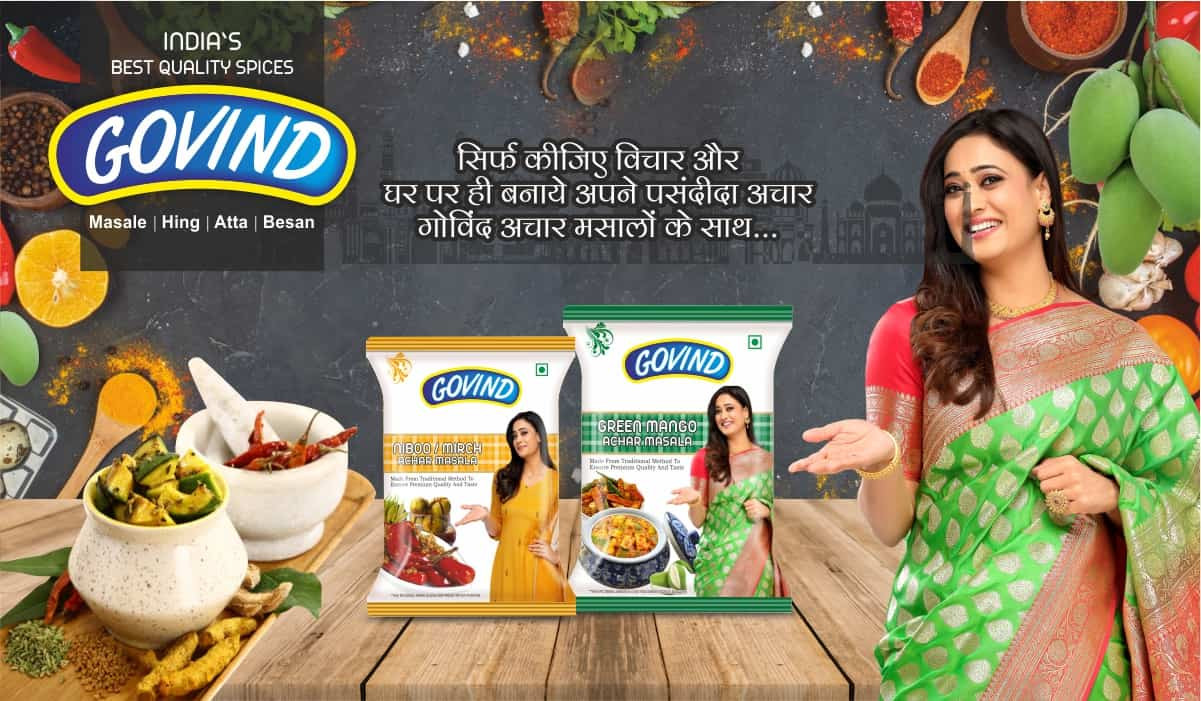 INDIA'S
BEST QUALITY SPICES
GOVIND
Masale | Hing | Atta | Besan
सिर्फ कीजिए विचार और
घर पर ही बनाये अपने पसंदीदा अचार
गोविंद अचार मसालों के साथ...
GOVIND
NIBOO / MIRCH
ACHAR MASALA
Made From Traditional Method To
Ensure Premium Quality And Taste
GOVIND
GREEN MANGO
ACHAR MASALA
Made From Traditional Method To
Ensure Premium Quality And Taste